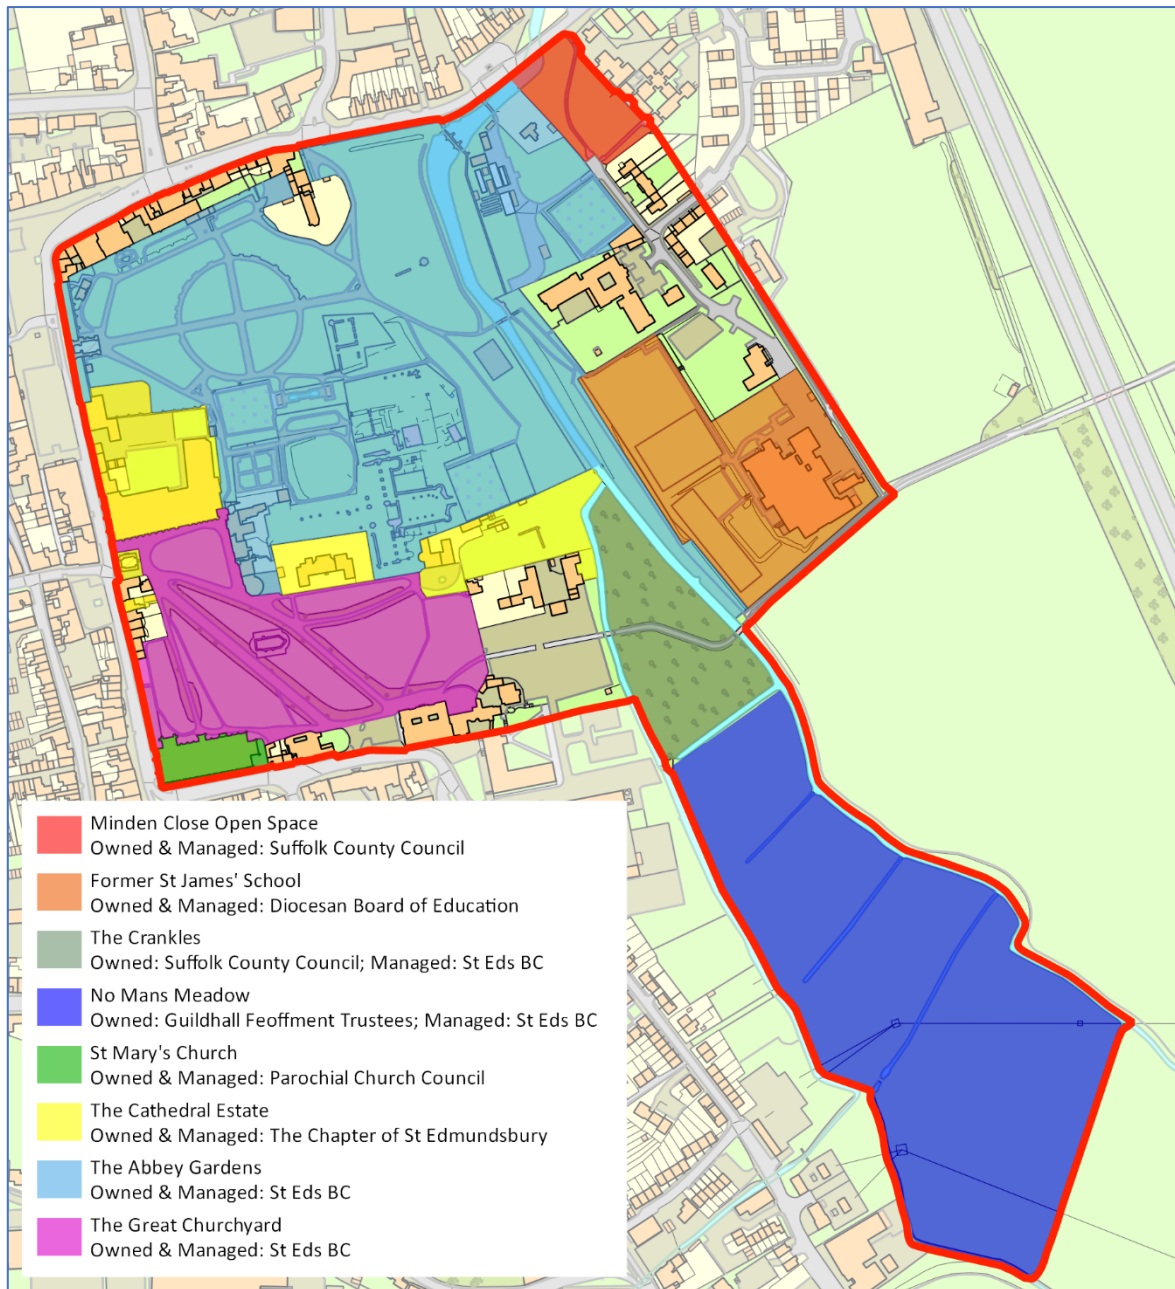 Minden Close Open Space
Owned & Managed: Suffolk County Council
Former St James' School
Owned & Managed: Diocesan Board of Education
The Crankles
Owned: Suffolk County Council; Managed: St Eds BC
No Mans Meadow
Owned: Guildhall Feoffment Trustees; Managed: St Eds BC
St Mary's Church
Owned & Managed: Parochial Church Council
The Cathedral Estate
Owned & Managed: The Chapter of St Edmundsbury
The Abbey Gardens
Owned & Managed: St Eds BC
The Great Churchyard
Owned & Managed: St Eds BC